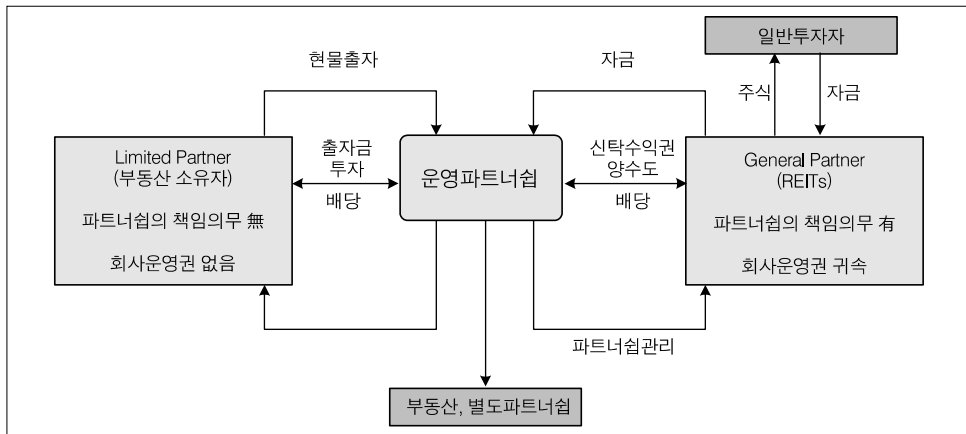 일반투자자
현물출자
자금
주식
자금
Limited Partner
(부동산 소유자)
파트너쉽의 책임의무 無
회사운영권 없음
출자금
투자
배당
운영파트너쉽
신탁수익권
양수도
배당
General Partner
(REITs)
파트너쉽의 책임의무 有
회사운영권 귀속
파트너쉽관리
부동산, 별도파트너쉽